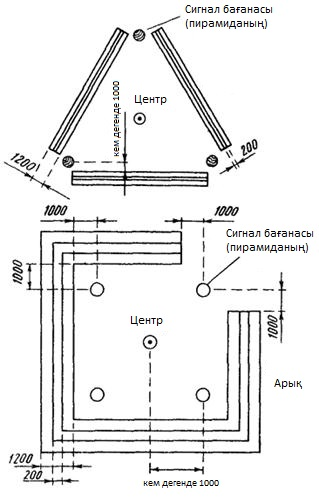 Сигнал бағанасы
(пирамиданың)
кем дегенде 1000
Центр
1200
200
1000
1000
Сигнал бағанасы
(пирамиданың)
1000
1000
Центр
Арық
1200
200
кем дегенде 1000